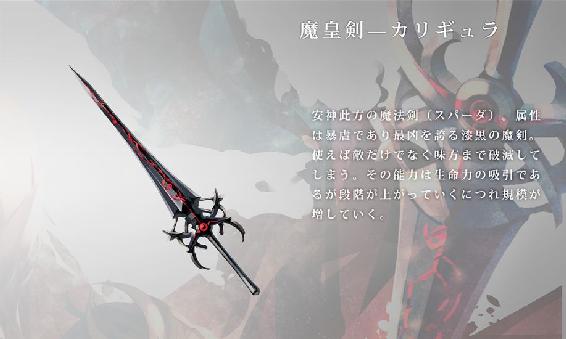 魔皇剣―カリギュラ
安神此方の魔法剣〔スパーダ〕。属性
は暴虐であり最凶を誇る漆黒の魔剣。
使えば敵だけでなく味方まで破滅して
しまう。その能力は生命力の吸引であ
るが段階が上がっていくにつれ規模が
増していく。